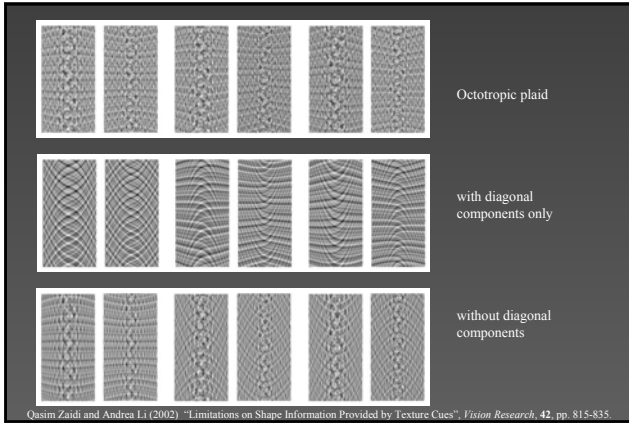 Octotropic plaid
with diagonal
components only
without diagonal
components
Qasim Zaidi and Andrea Li (2002) “Limitations on Shape Information Provided by Texture Cues”, Vision Research, 42, pp. 815-835.